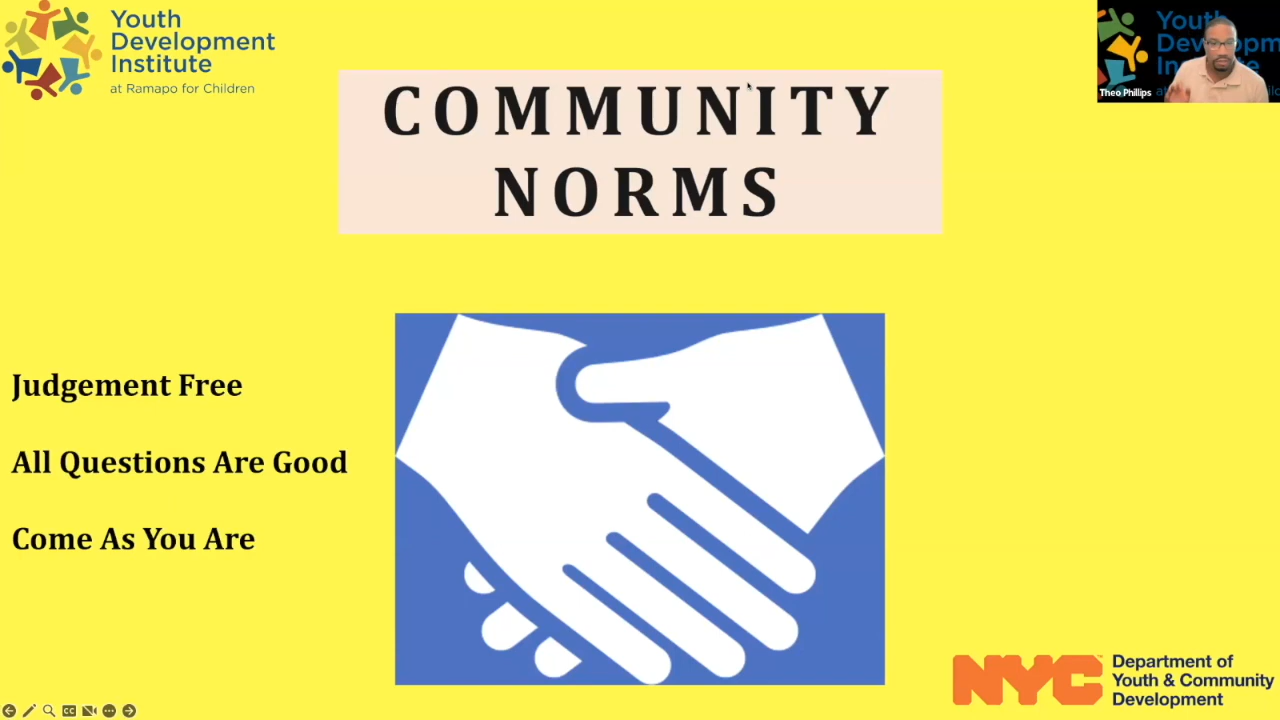 Youth
Development
Institute
at Ramapo for Children
COMMUNITY
NORMS
Judgement Free
All Questions Are Good
Come As You Are
Theo Phillips
NYC
Department of
Youth & Community
Development